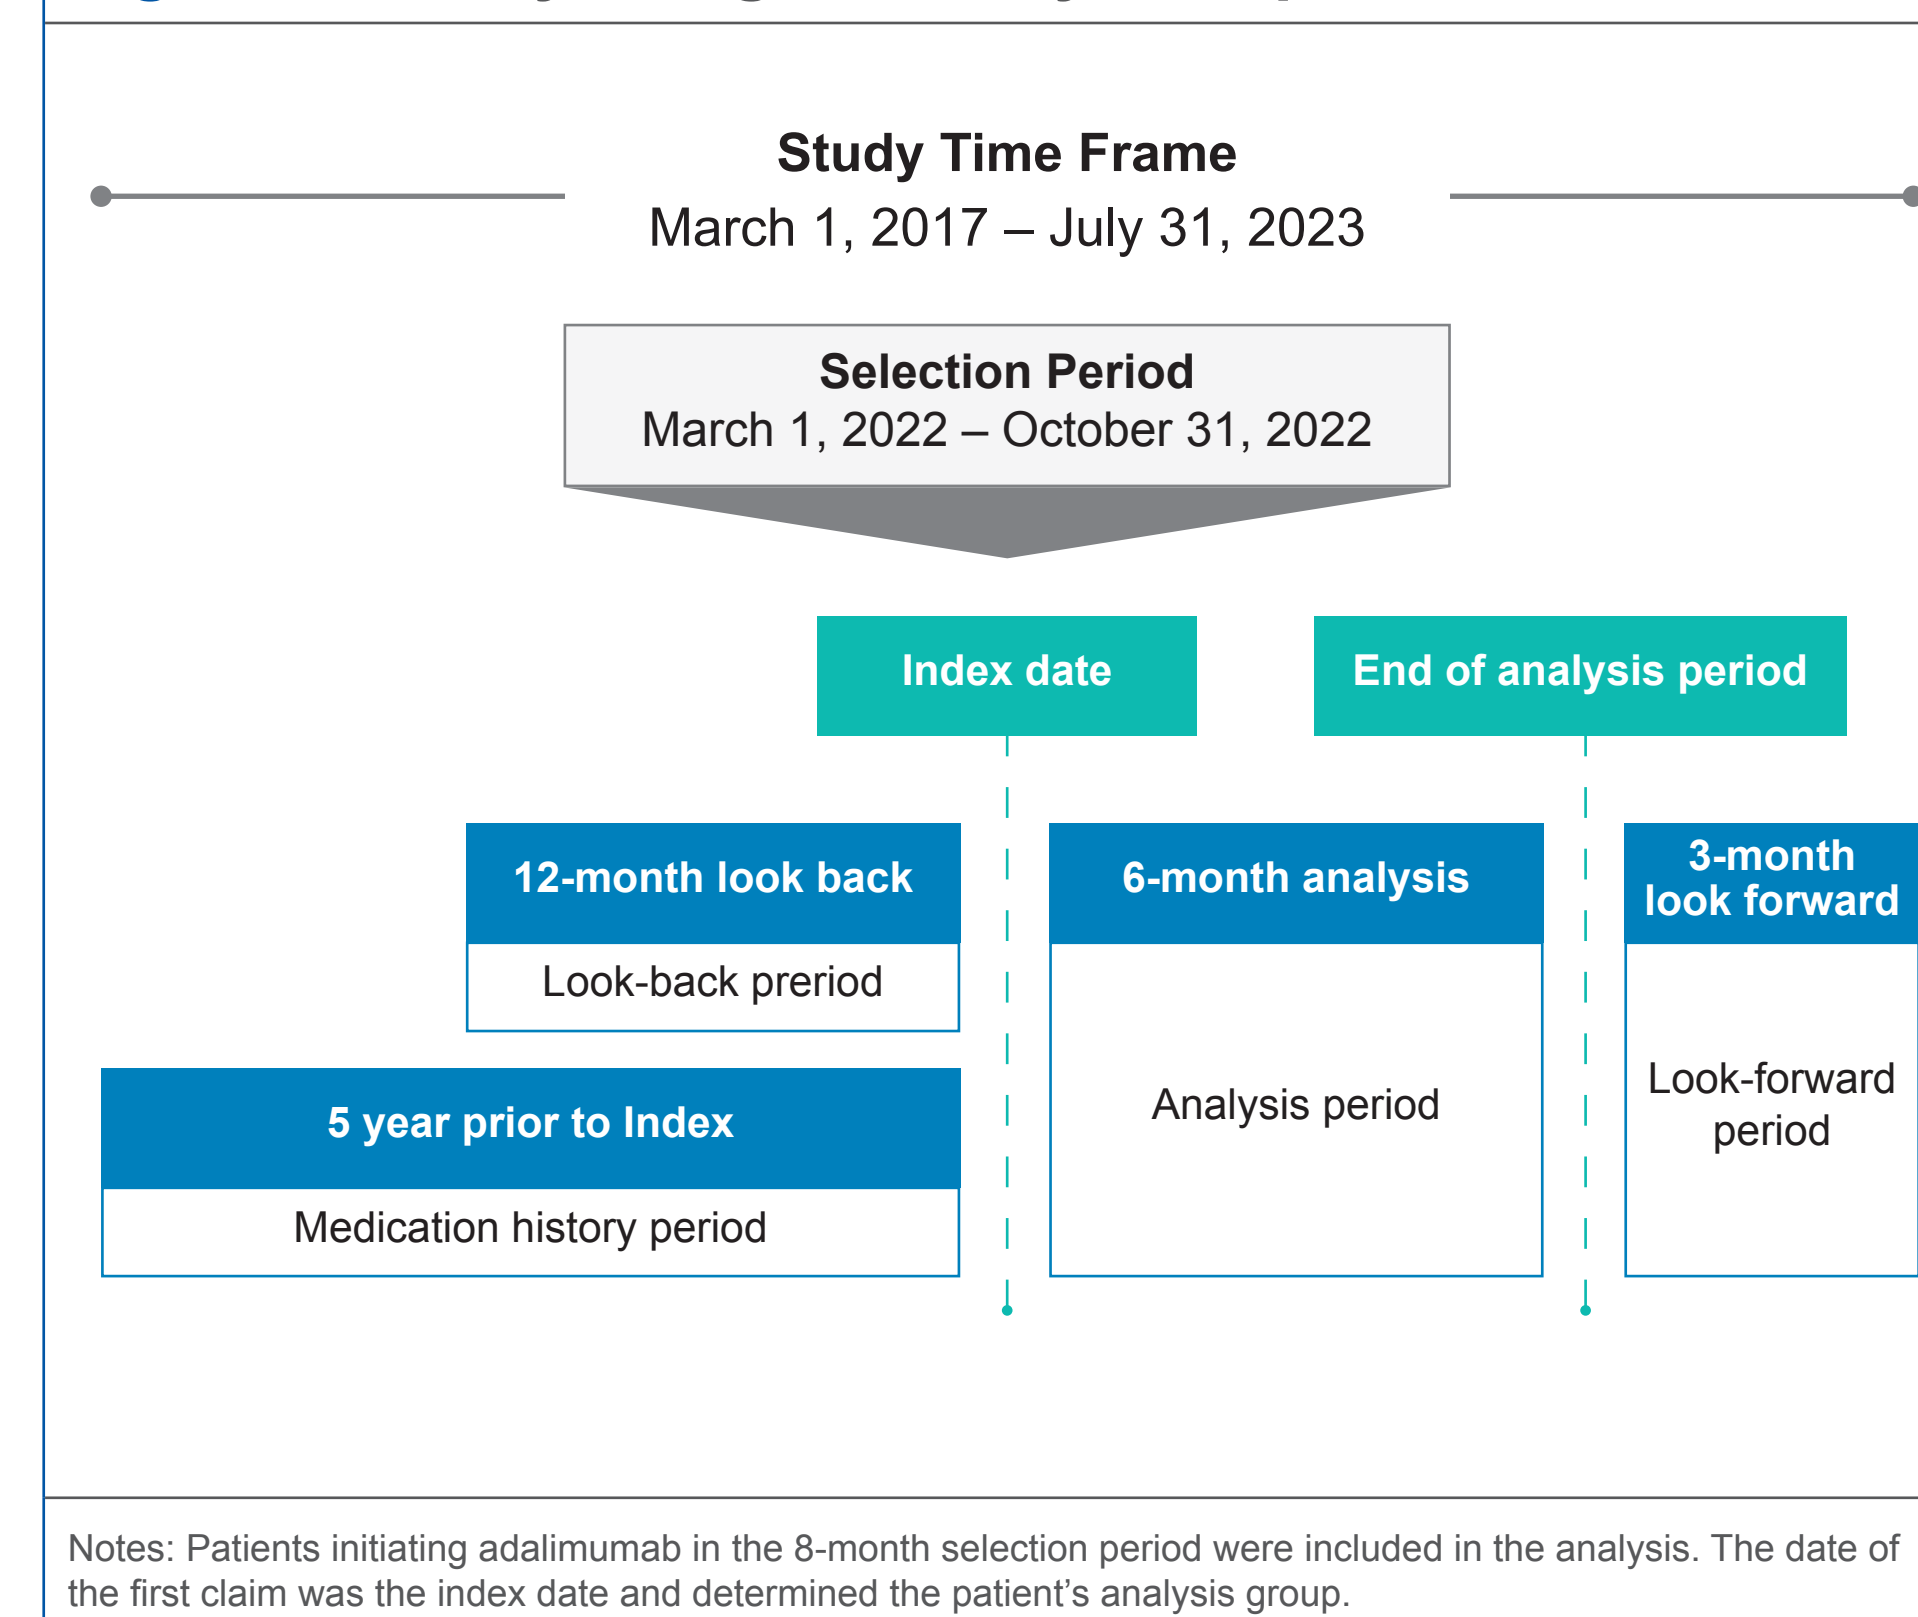 Study Time Frame
March 1, 2017 – July 31, 2023
Selection Period
March 1, 2022 – October 31, 2022
Index date
End of analysis period
12-month look back
Look-back preriod
5 year prior to Index
Medication history period
6-month analysis
Analysis period
3-month
look forward
Look-forward
period
Notes: Patients initiating adalimumab in the 8-month selection period were included in the analysis. The date of
the first claim was the index date and determined the patient’s analysis group.